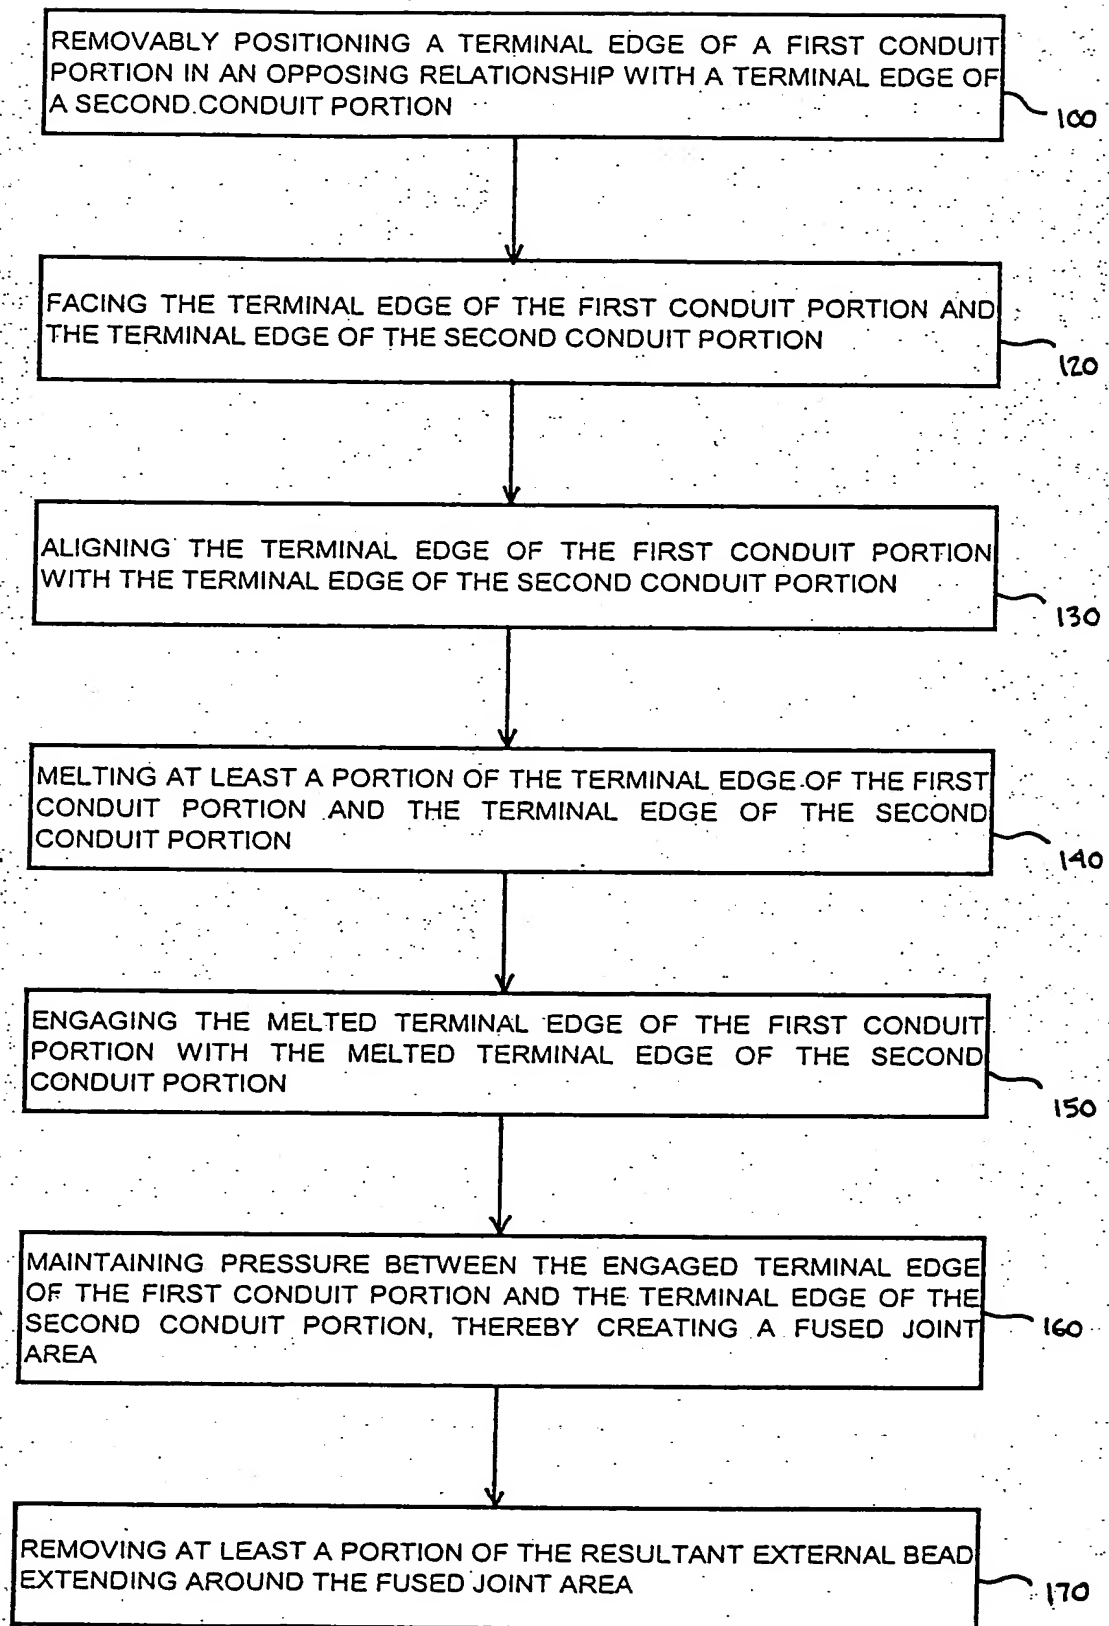 REMOVABLY POSITIONING A TERMINAL EDGE OF A FIRST CONDUIT
PORTION IN AN OPPOSING RELATIONSHIP WITH A TERMINAL EDGE OF
A SECOND CONDUIT PORTION
100
FACING THE TERMINAL EDGE OF THE FIRST CONDUIT PORTION AND
THE TERMINAL EDGE OF THE SECOND CONDUIT PORTION
120
ALIGNING THE TERMINAL EDGE OF THE FIRST CONDUIT PORTION
WITH THE TERMINAL EDGE OF THE SECOND CONDUIT PORTION
130
MELTING AT LEAST A PORTION OF THE TERMINAL EDGE OF THE FIRST
CONDUIT PORTION AND THE TERMINAL EDGE OF THE SECOND
CONDUIT PORTION
140
ENGAGING THE MELTED TERMINAL EDGE OF THE FIRST CONDUIT
PORTION WITH THE MELTED TERMINAL EDGE OF THE SECOND
CONDUIT PORTION
150
MAINTAINING PRESSURE BETWEEN THE ENGAGED TERMINAL EDGE
OF THE FIRST CONDUIT PORTION AND THE TERMINAL EDGE OF THE
SECOND CONDUIT PORTION, THEREBY CREATING A FUSED JOINT
AREA
160
REMOVING AT LEAST A PORTION OF THE RESULTANT EXTERNAL BEAD
EXTENDING AROUND THE FUSED JOINT AREA
170